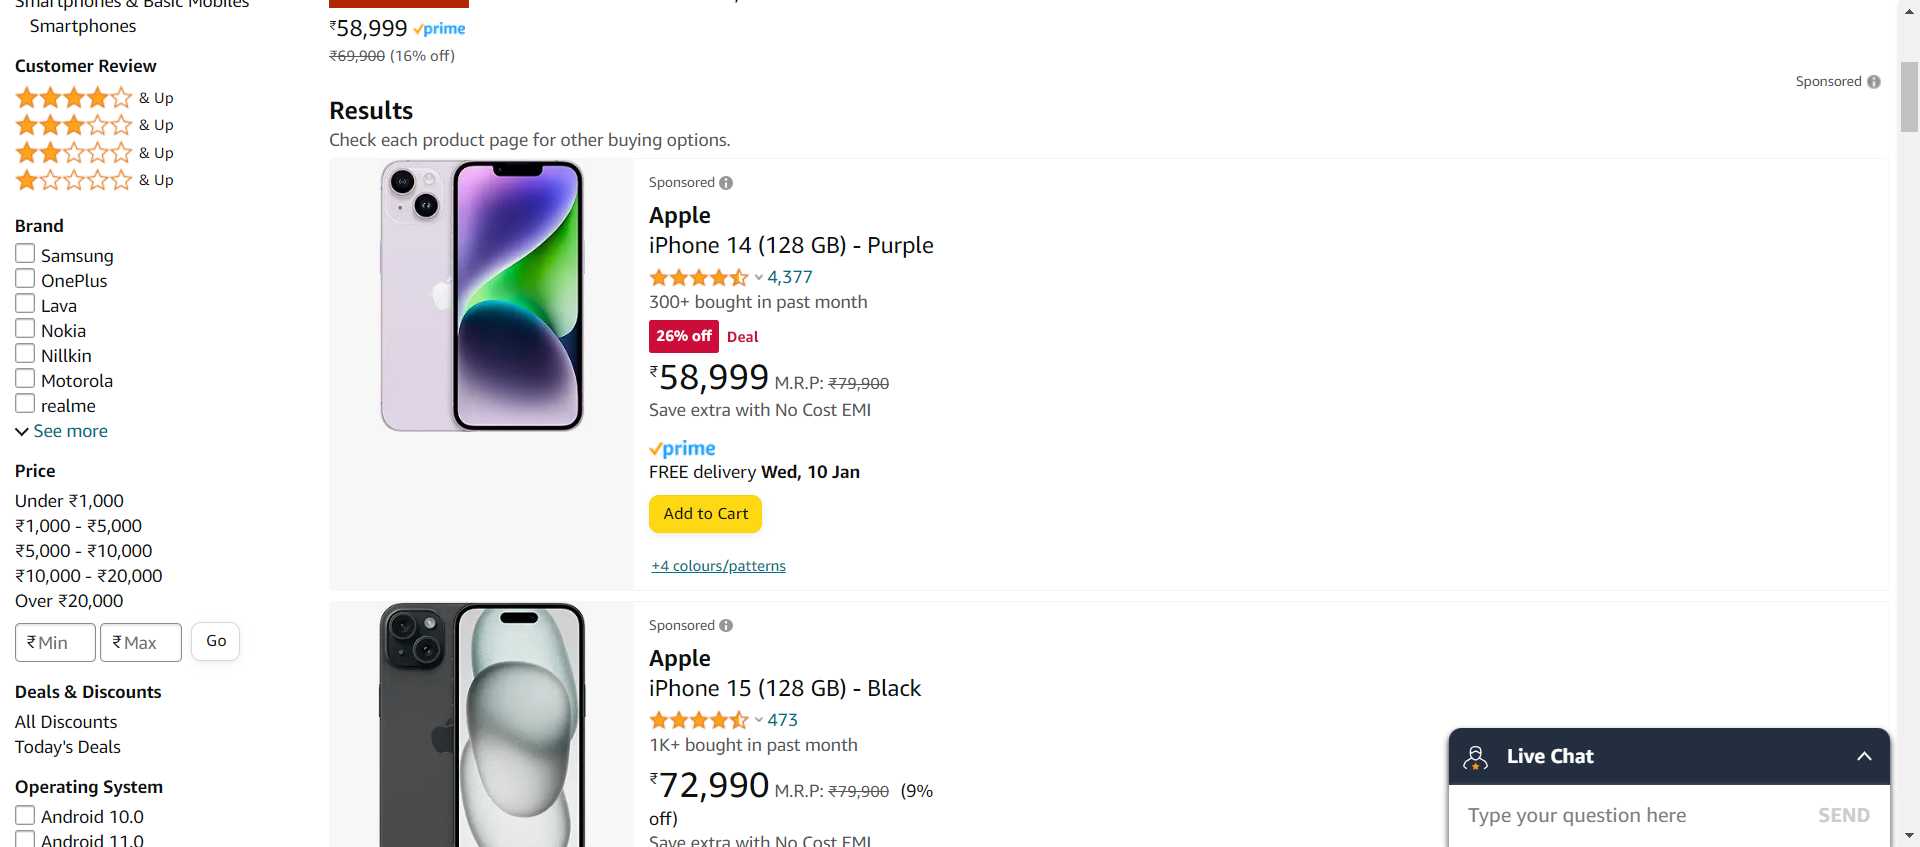 Smartphones & Basic Mobiles
Smartphones
Customer Review
& Up
& Up
& Up
& Up
Brand
Samsung
OnePlus
Lava
Nokia
Nillkin
Motorola
realme
See more
Price
Under ₹1,000
₹1,000 - ₹5,000
₹5,000 - ₹10,000
₹10,000 - ₹20,000
Over ₹20,000
₹ Min ₹ Max Go
Deals & Discounts
All Discounts
Today's Deals
Operating System
Android 10.0
Android 11.0
₹58,999 prime
₹69,900 (16% off)
Sponsored
Results
Check each product page for other buying options.
Sponsored
Apple
iPhone 14 (128 GB) - Purple
4,377
300+ bought in past month
26% off Deal
₹58,999 M.R.P: ₹79,900
Save extra with No Cost EMI
prime
FREE delivery Wed, 10 Jan
Add to Cart
+4 colours/patterns
Sponsored
Apple
iPhone 15 (128 GB) - Black
473
1K+ bought in past month
₹72,990 M.R.P: ₹79,900 (9%
off)
Save extra with No Cost EMI
Live Chat
Type your question here SEND